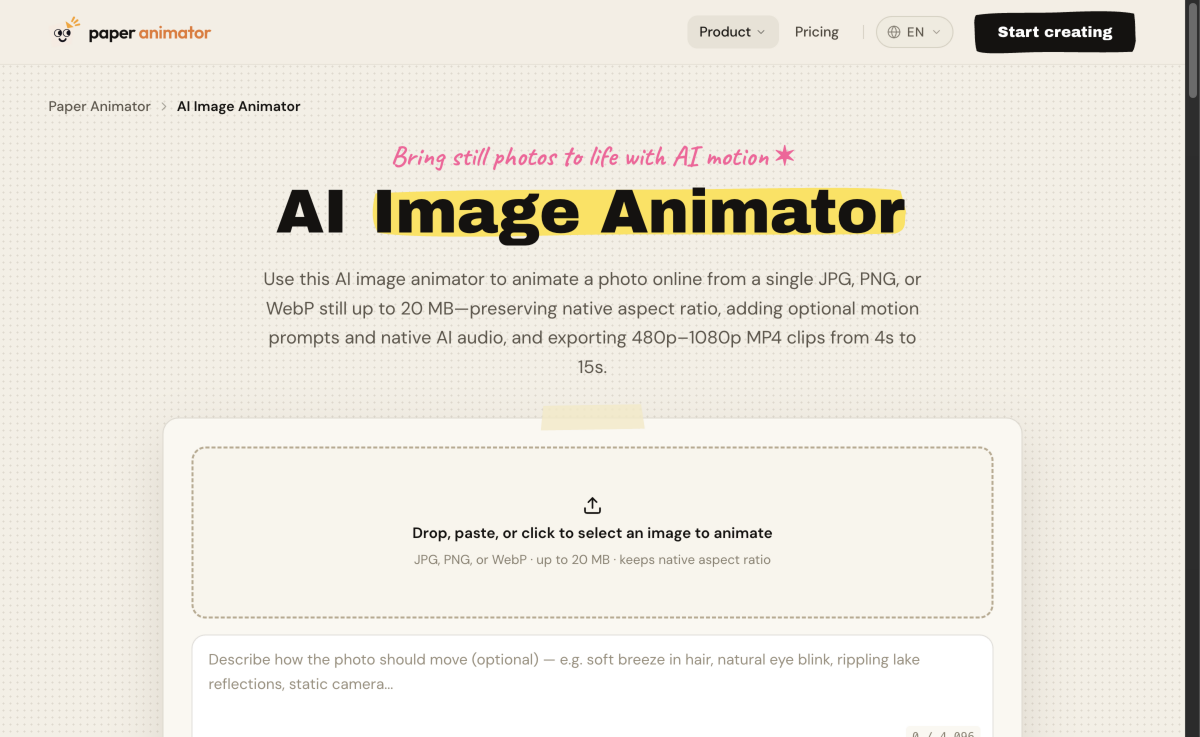 paper animator
Product
Pricing
EN
Start creating
Paper Animator
AI Image Animator
Bring still photos to life with AI motion
AI Image Animator
Use this AI image animator to animate a photo online from a single JPG, PNG, or
WebP still up to 20 MB—preserving native aspect ratio, adding optional motion
prompts and native AI audio, and exporting 480p–1080p MP4 clips from 4s to
15s.
Drop, paste, or click to select an image to animate
JPG, PNG, or WebP · up to 20 MB · keeps native aspect ratio
Describe how the photo should move (optional) — e.g. soft breeze in hair, natural eye blink, rippling lake
reflections, static camera...
0 / 4,096